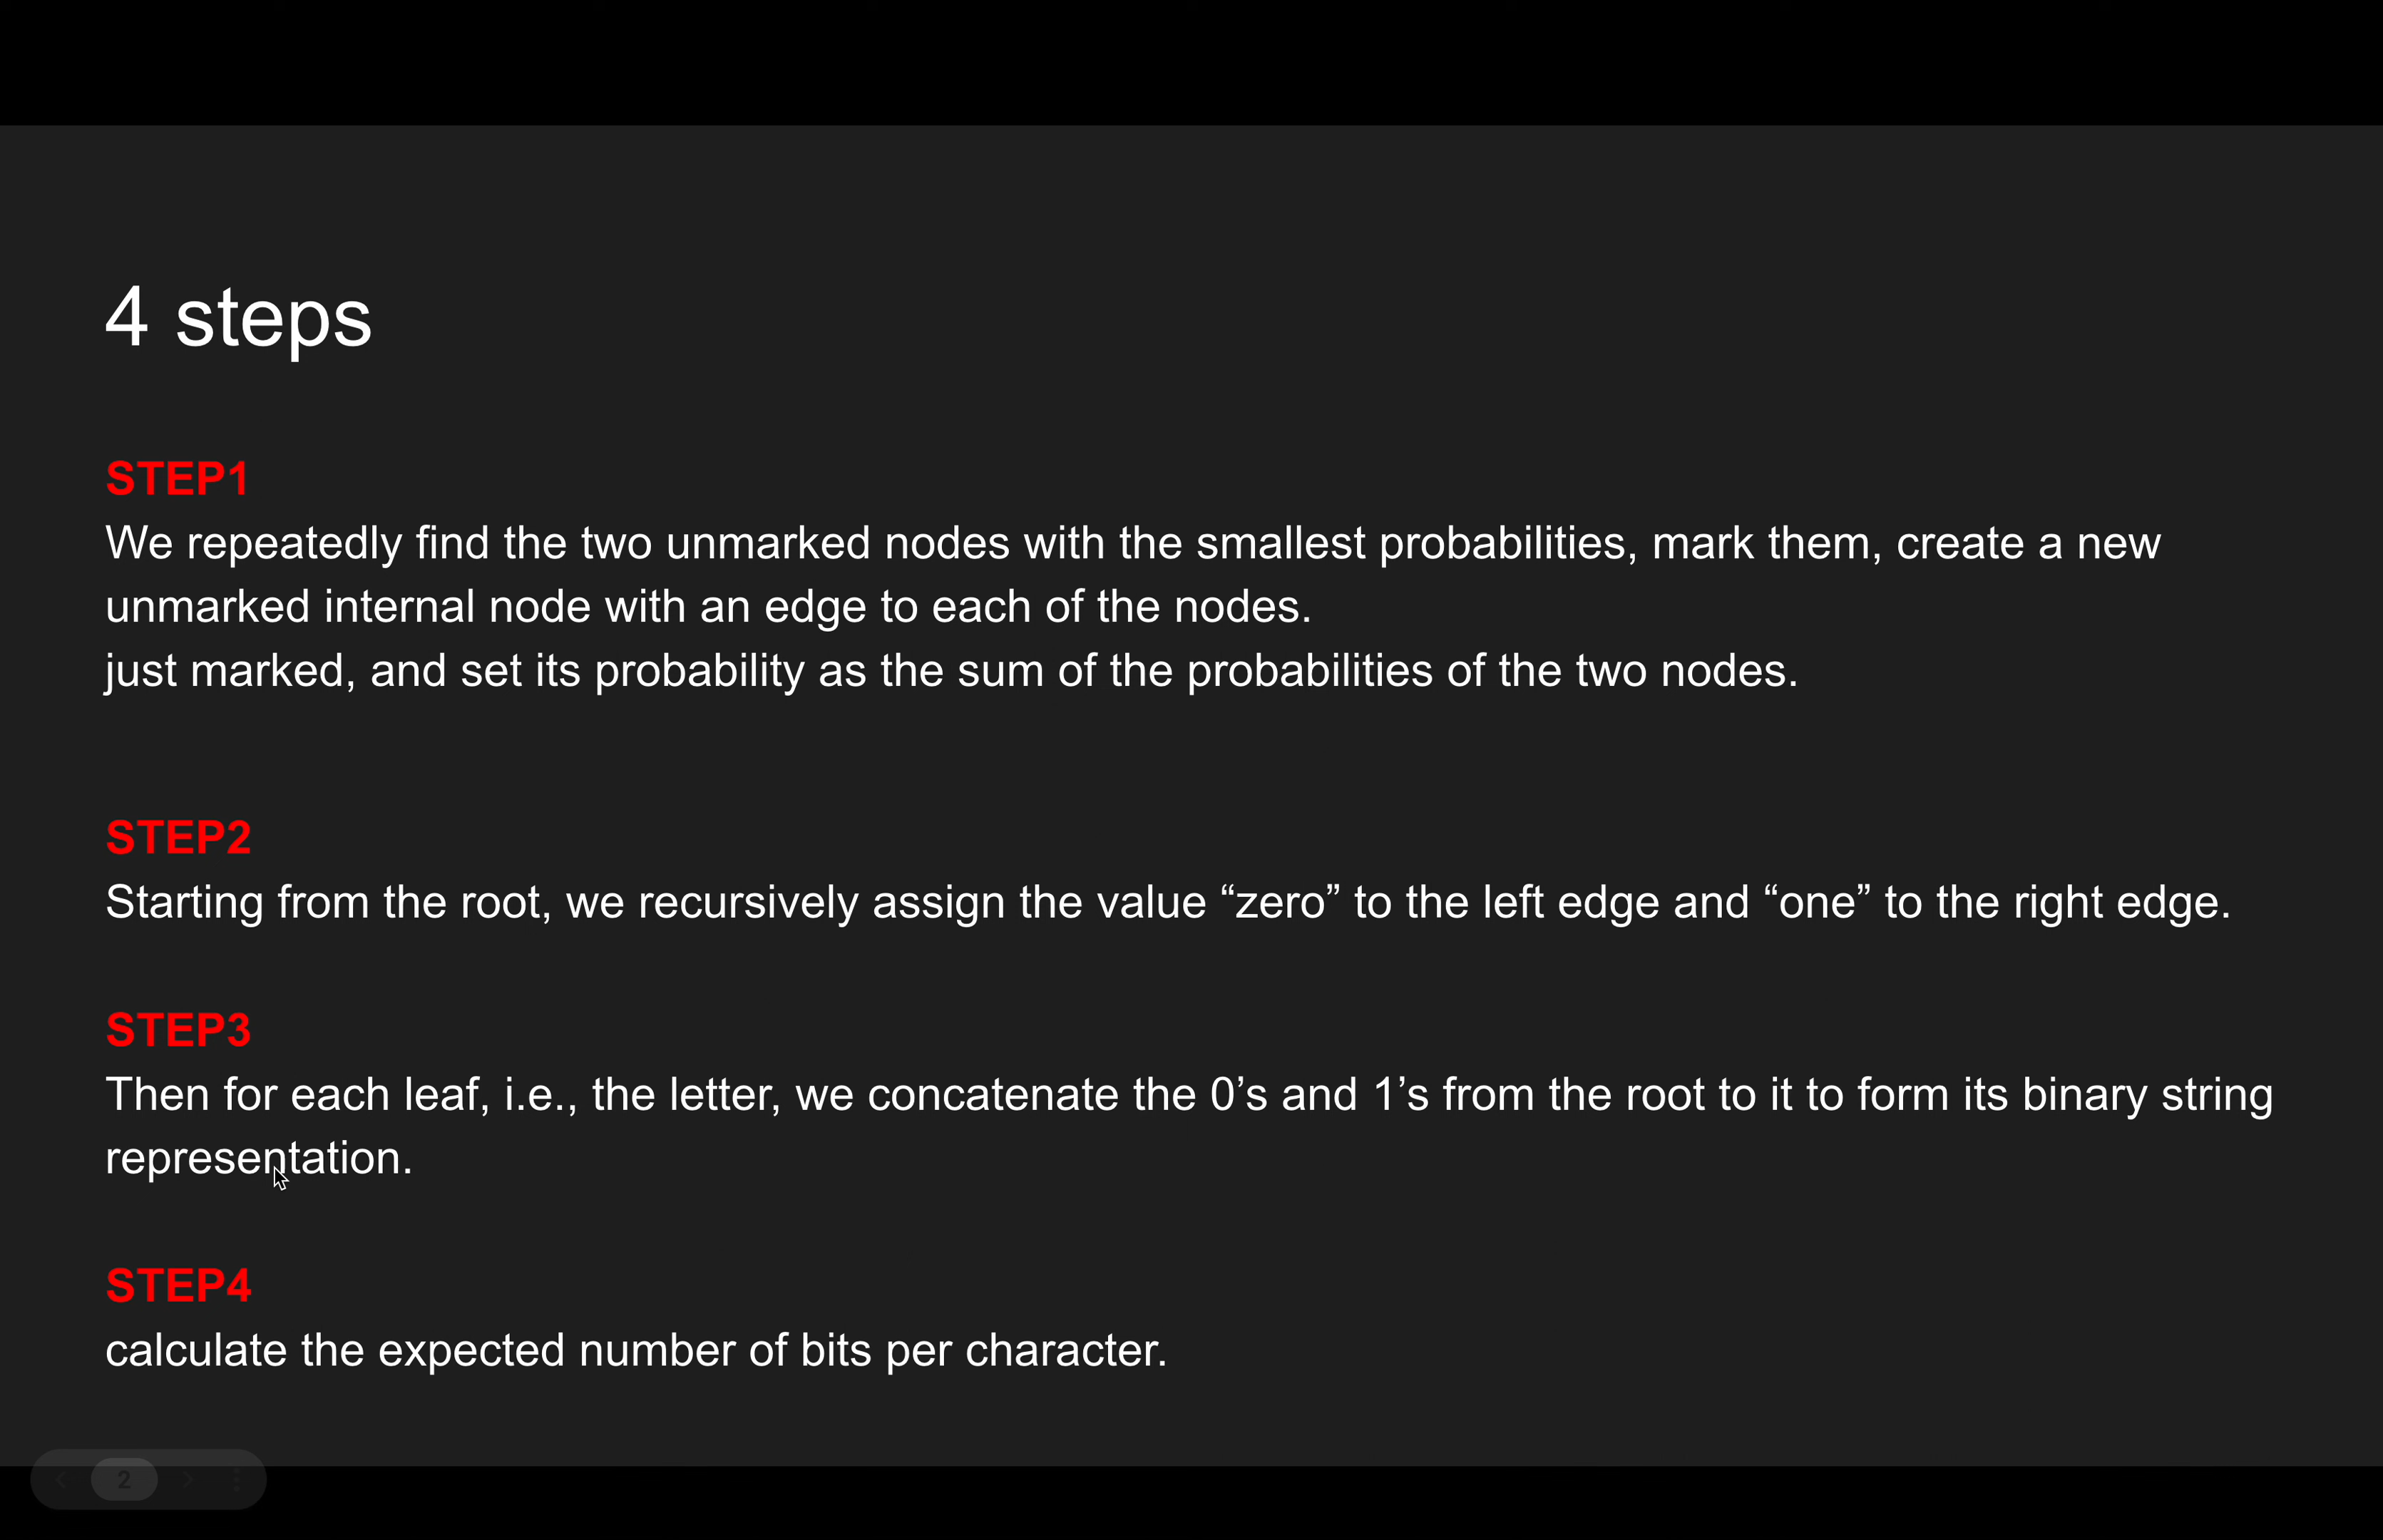 4 steps
STEP1
We repeatedly find the two unmarked nodes with the smallest probabilities, mark them, create a new
unmarked internal node with an edge to each of the nodes.
just marked, and set its probability as the sum of the probabilities of the two nodes.
STEP2
Starting from the root, we recursively assign the value “zero” to the left edge and “one” to the right edge.
STEP3
Then for each leaf, i.e., the letter, we concatenate the 0’s and 1’s from the root to it to form its binary string
representation.
STEP4
calculate the expected number of bits per character.
2